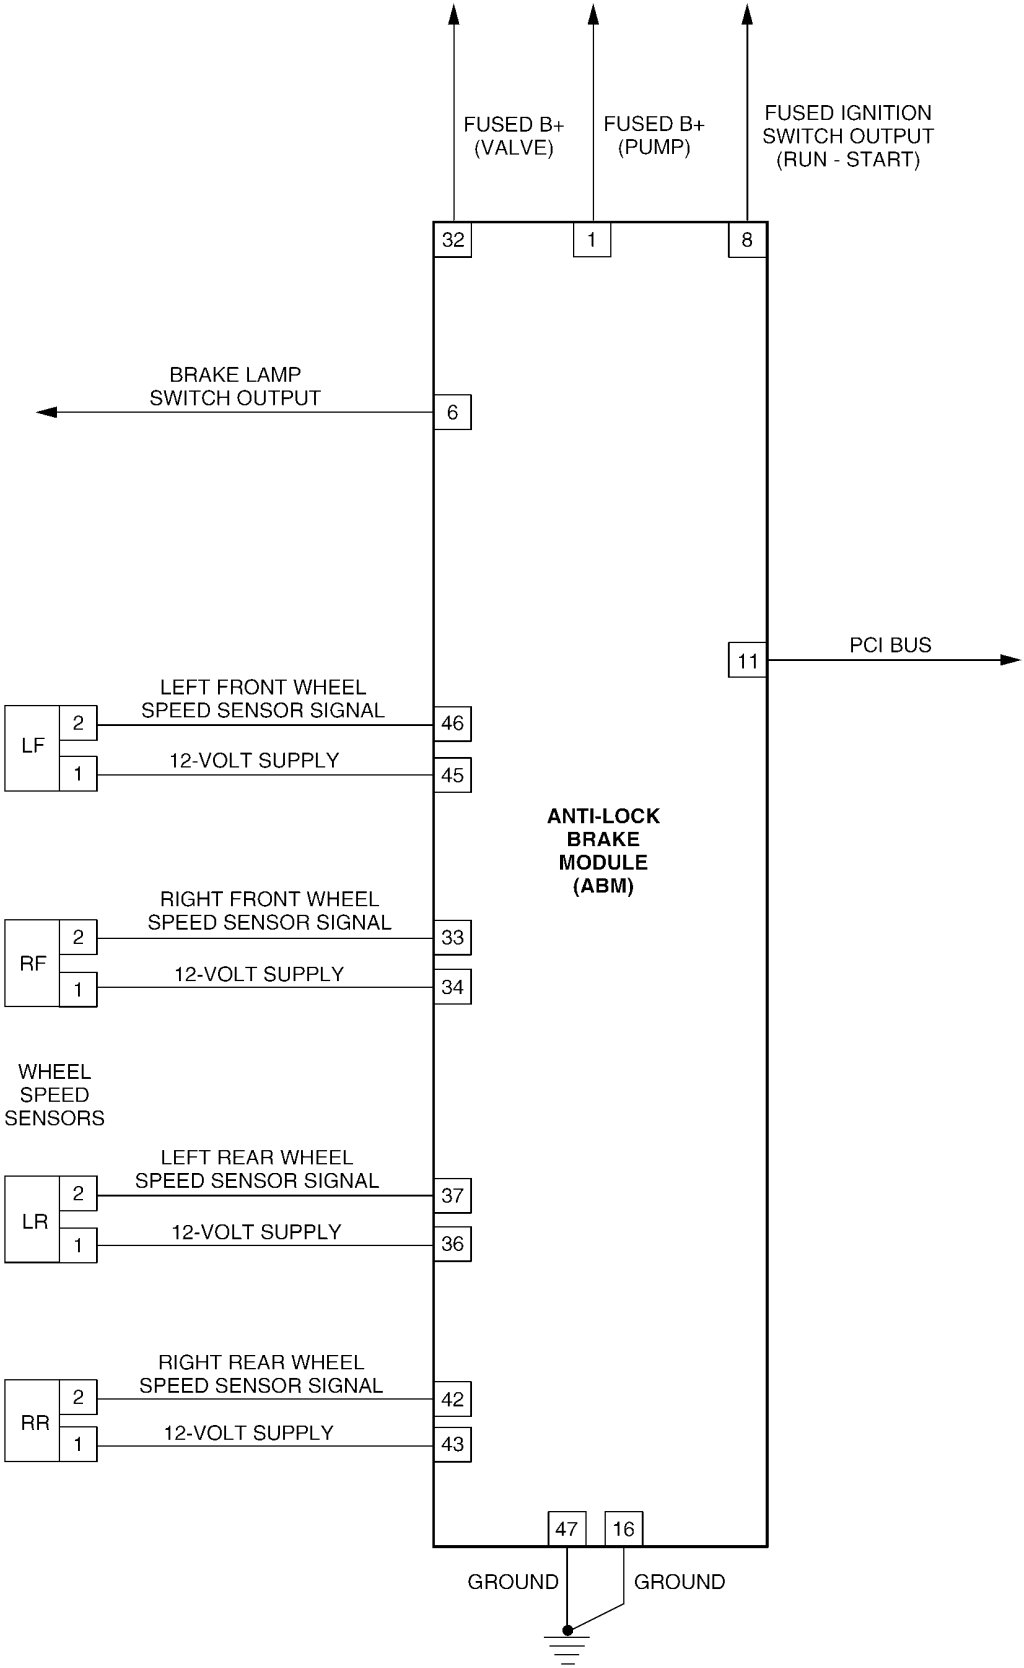 FUSED B+
(VALVE)
FUSED B+
(PUMP)
FUSED IGNITION
SWITCH OUTPUT
(RUN - START)
32
1
8
BRAKE LAMP
SWITCH OUTPUT
6
11
PCI BUS
LF
2
LEFT FRONT WHEEL
SPEED SENSOR SIGNAL
46
1
12-VOLT SUPPLY
45
ANTI-LOCK
BRAKE
MODULE
(ABM)
RF
2
RIGHT FRONT WHEEL
SPEED SENSOR SIGNAL
33
1
12-VOLT SUPPLY
34
WHEEL
SPEED
SENSORS
LR
2
LEFT REAR WHEEL
SPEED SENSOR SIGNAL
37
1
12-VOLT SUPPLY
36
RR
2
RIGHT REAR WHEEL
SPEED SENSOR SIGNAL
42
1
12-VOLT SUPPLY
43
47
16
GROUND
GROUND